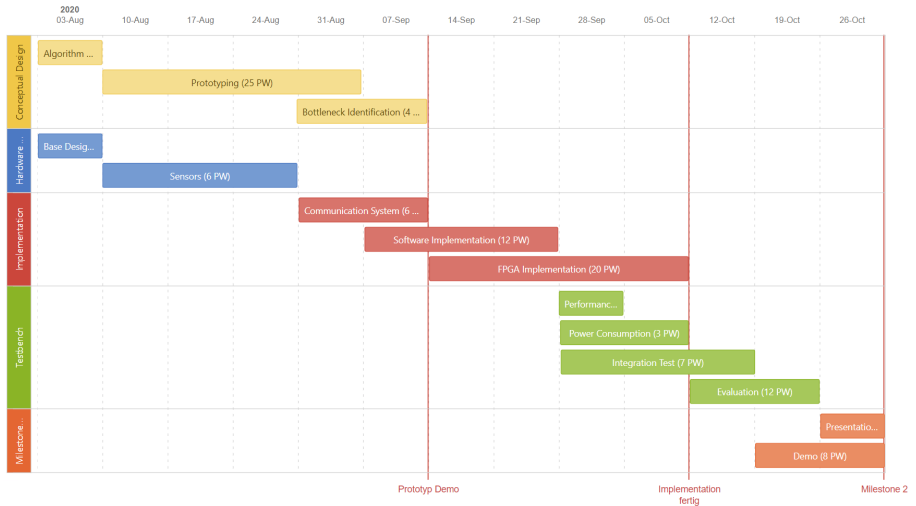 2020
03-Aug 10-Aug 17-Aug 24-Aug 31-Aug 07-Sep 14-Sep 21-Sep 28-Sep 05-Oct 12-Oct 19-Oct 26-Oct
Conceptual Design
Algorithm ...
Prototyping (25 PW)
Bottleneck Identification (4 ...
Hardware ...
Base Desig...
Sensors (6 PW)
Implementation
Communication System (6 ...
Software Implementation (12 PW)
FPGA Implementation (20 PW)
Testbench
Performanc...
Power Consumption (3 PW)
Integration Test (7 PW)
Evaluation (12 PW)
Milestone...
Presentatio...
Demo (8 PW)
Prototyp Demo
Implementation
fertig
Milestone 2